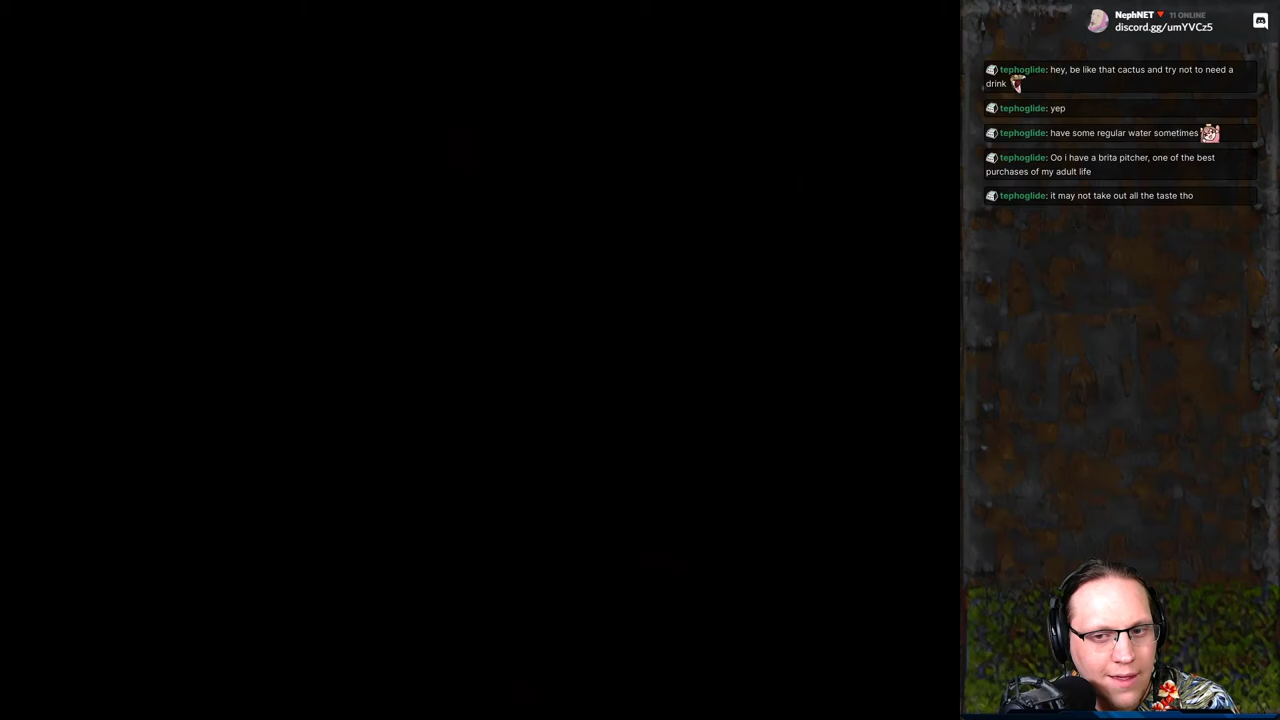 NephNET 11 ONLINE
discord.gg/umYVCz5
tephoglide: hey, be like that cactus and try not to need a
drink
tephoglide: yep
tephoglide: have some regular water sometimes
tephoglide: Oo i have a brita pitcher, one of the best
purchases of my adult life
tephoglide: it may not take out all the taste tho